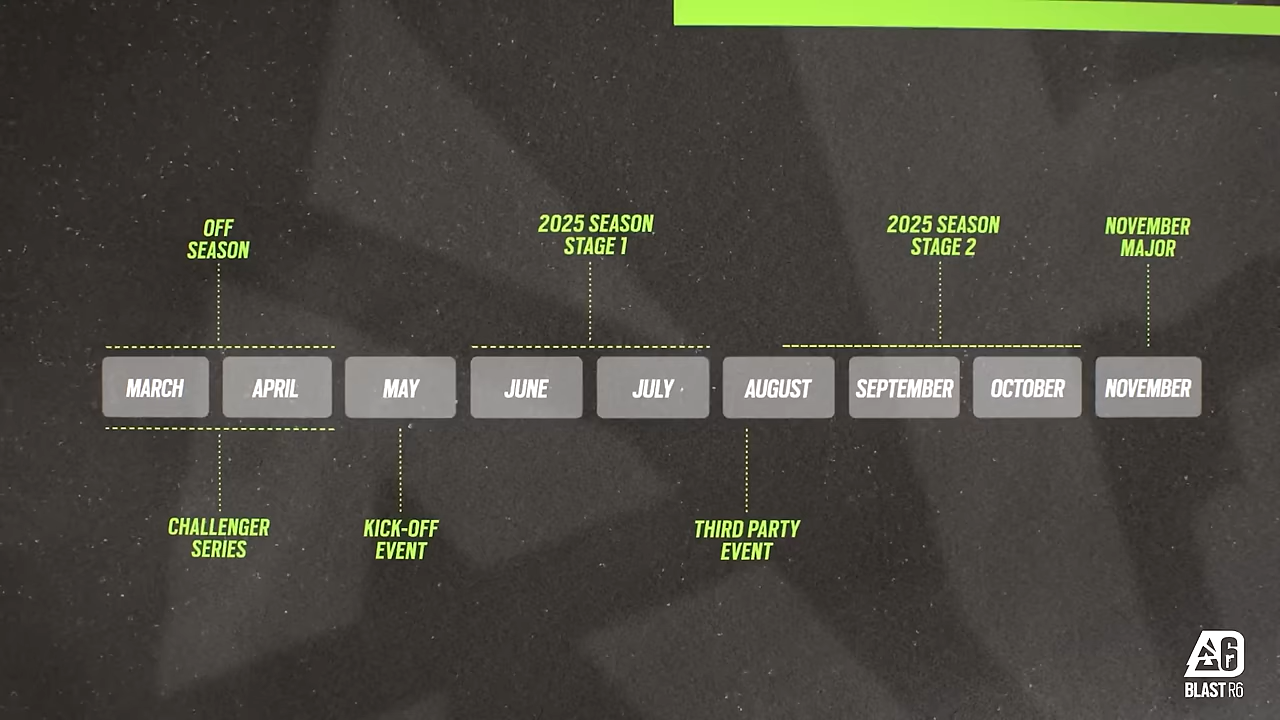 OFF
SEASON
2025 SEASON
STAGE 1
2025 SEASON
STAGE 2
NOVEMBER
MAJOR
MARCH
APRIL
MAY
JUNE
JULY
AUGUST
SEPTEMBER
OCTOBER
NOVEMBER
CHALLENGER
SERIES
KICK-OFF
EVENT
THIRD PARTY
EVENT
BLAST R6